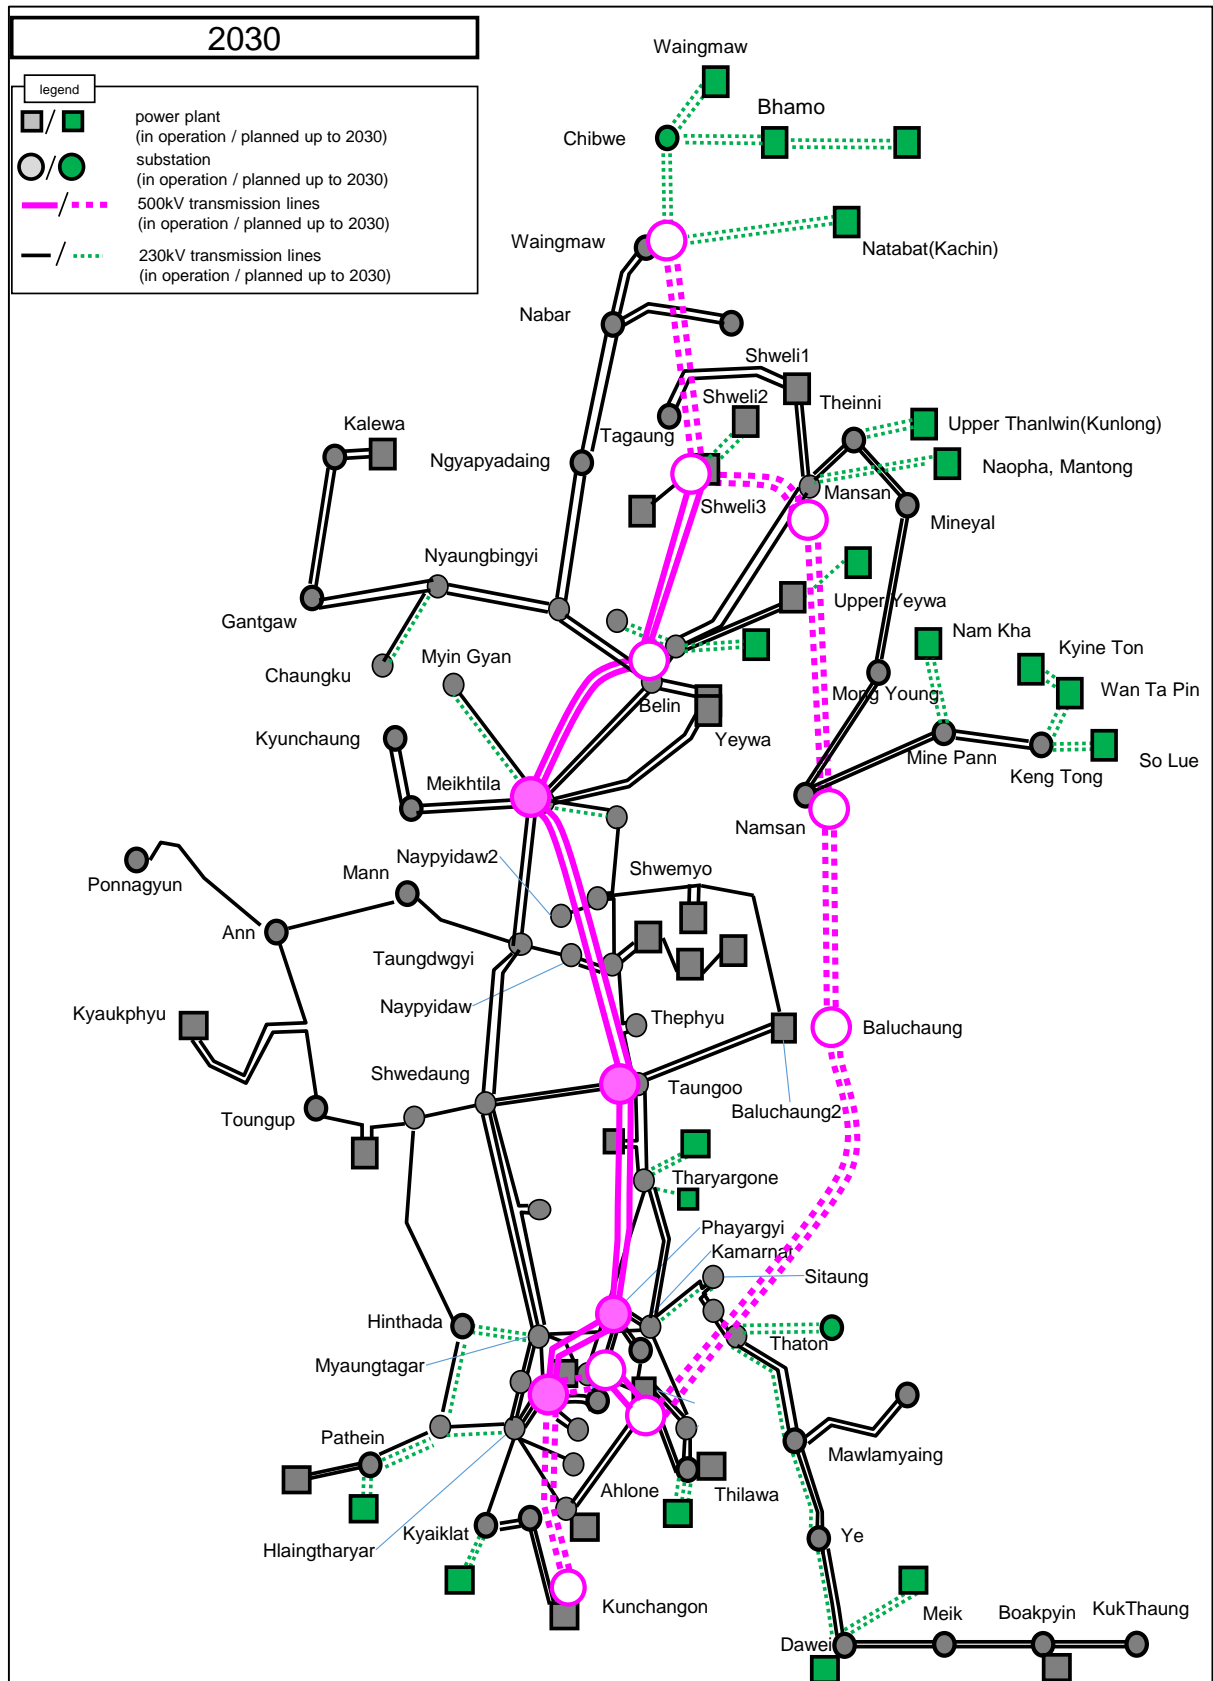 2030
legend
power plant
(in operation / planned up to 2030)
substation
(in operation / planned up to 2030)
500kV transmission lines
(in operation / planned up to 2030)
230kV transmission lines
(in operation / planned up to 2030)
Waingmaw
Bhamo
Chibwe
Waingmaw
Natabat(Kachin)
Nabar
Shweli1
Shweli2
Theinni
Upper Thanlwin(Kunlong)
Kalewa
Tagaung
Ngyapyadaing
Naopha, Mantong
Mansan
Shweli3
Mineyal
Nyaungbingyi
Upper Yeywa
Gantgaw
Nam Kha
Kyine Ton
Chaungku
Myin Gyan
Mong Young
Wan Ta Pin
Belin
Kyunchaung
Yeywa
Mine Pann
Keng Tong
So Lue
Meikhtila
Namsan
Naypyidaw2
Shwemyo
Ponnagyun
Mann
Ann
Taungdwgyi
Naypyidaw
Kyaukphyu
Thephyu
Baluchaung
Shwedaung
Taungoo
Toungup
Baluchaung2
Tharyargone
Phayargyi
Kamarnat
Sitaung
Hinthada
Thaton
Myaungtagar
Pathein
Mawlamyaing
Ahlone
Thilawa
Kyaiklat
Ye
Hlaingtharyar
Kunchangon
Meik
Boakpyin
KukThaung
Dawei